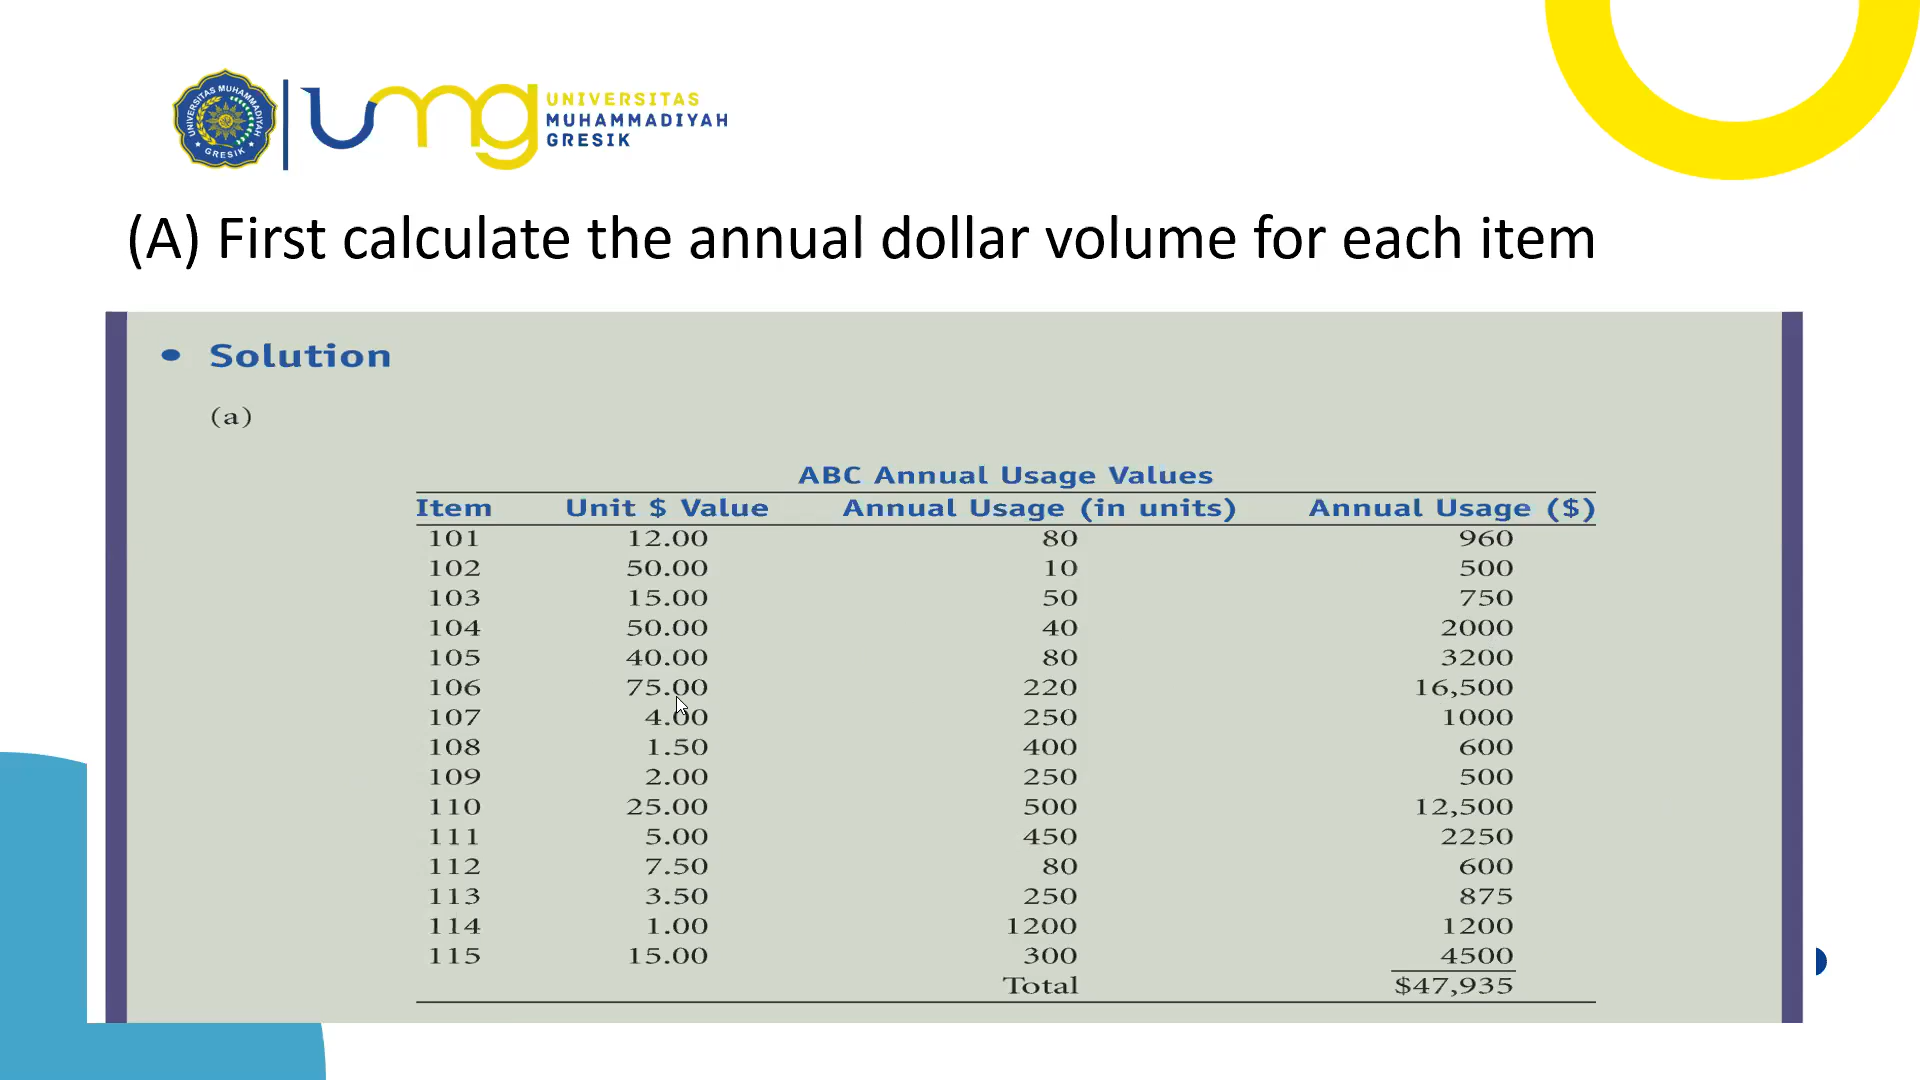 UNIVERSITAS MUHAMMADIYAH
GRESIK
umg
UNIVERSITAS
MUHAMMADIYAH
GRESIK
(A) First calculate the annual dollar volume for each item
• Solution
(a)
ABC Annual Usage Values
Item Unit $ Value Annual Usage (in units) Annual Usage ($)
101 12.00 80 960
102 50.00 10 500
103 15.00 50 750
104 50.00 40 2000
105 40.00 80 3200
106 75.00 220 16,500
107 4.00 250 1000
108 1.50 400 600
109 2.00 250 500
110 25.00 500 12,500
111 5.00 450 2250
112 7.50 80 600
113 3.50 250 875
114 1.00 1200 1200
115 15.00 300 4500
Total $47,935